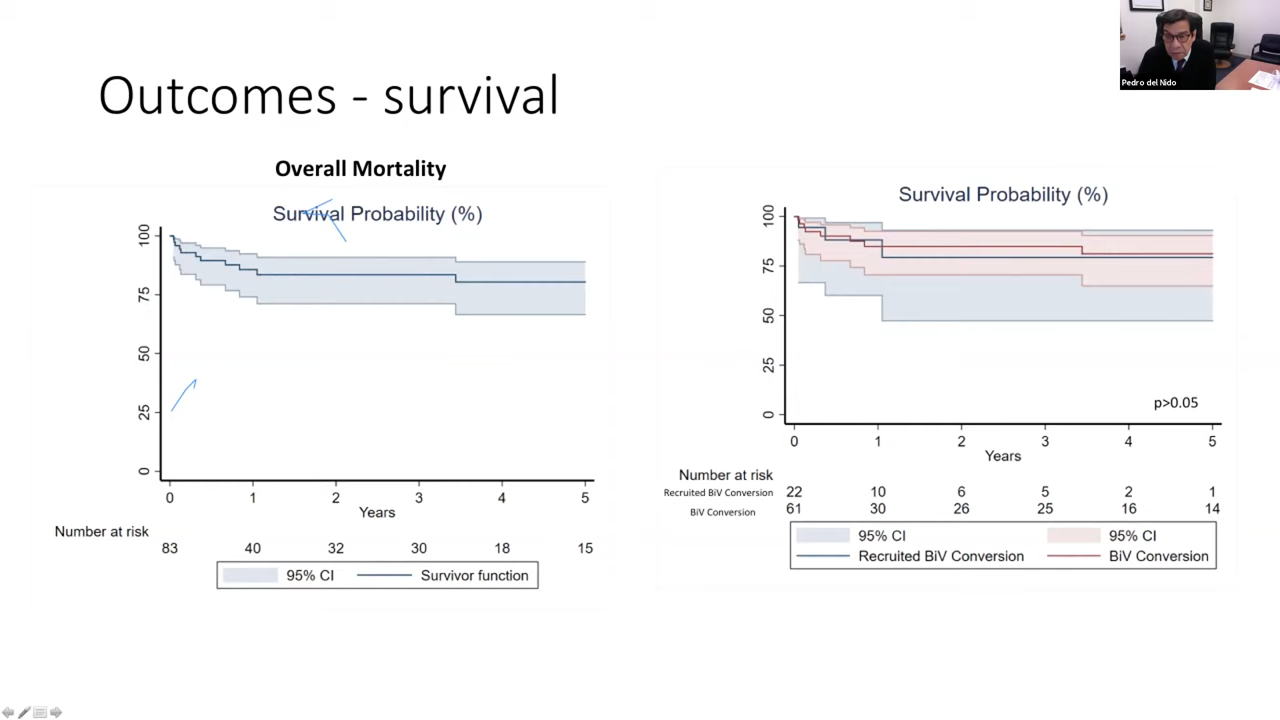 Pedro del Nido
Outcomes - survival
Overall Mortality
Survival Probability (%)
100
75
50
25
0
0 1 2 3 4 5
Years
Number at risk
83 40 32 30 18 15
95% CI Survivor function
Survival Probability (%)
100
75
50
25
0
p>0.05
0 1 2 3 4 5
Years
Number at risk
Recruited BiV Conversion 22 10 6 5 2 1
BiV Conversion 61 30 26 25 16 14
95% CI 95% CI
Recruited BiV Conversion BiV Conversion